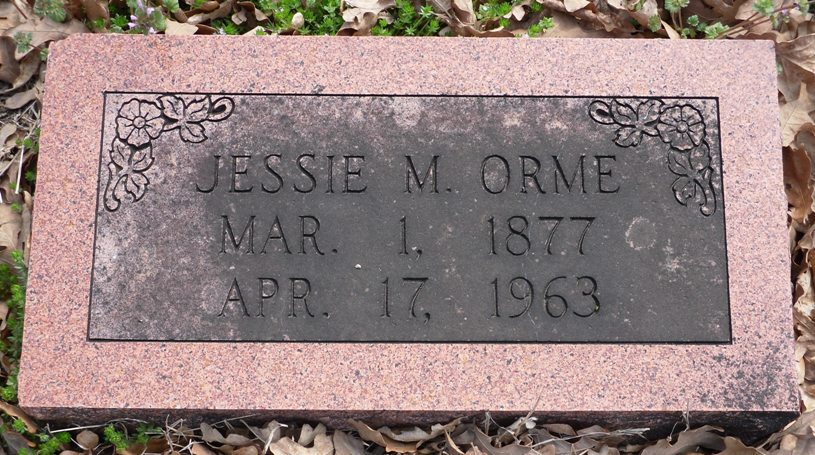 JESSIE M. ORME
MAR. 1, 1877
APR. 17, 1963